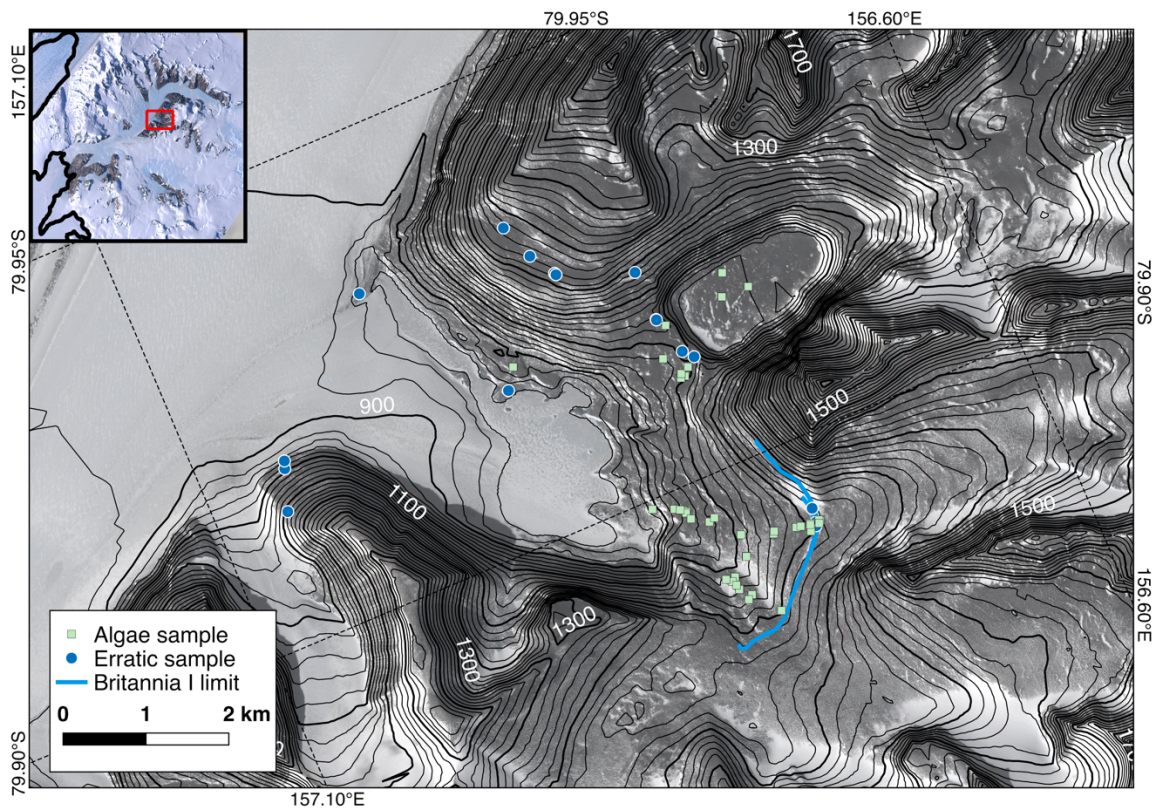 79.95°S
156.60°E
157.10°E
1700
1300
79.95°S
79.90°S
900
1500
1100
1500
156.60°E
1300
1300
Algae sample
Erratic sample
Britannia I limit
0 1 2 km
79.90°S
157.10°E